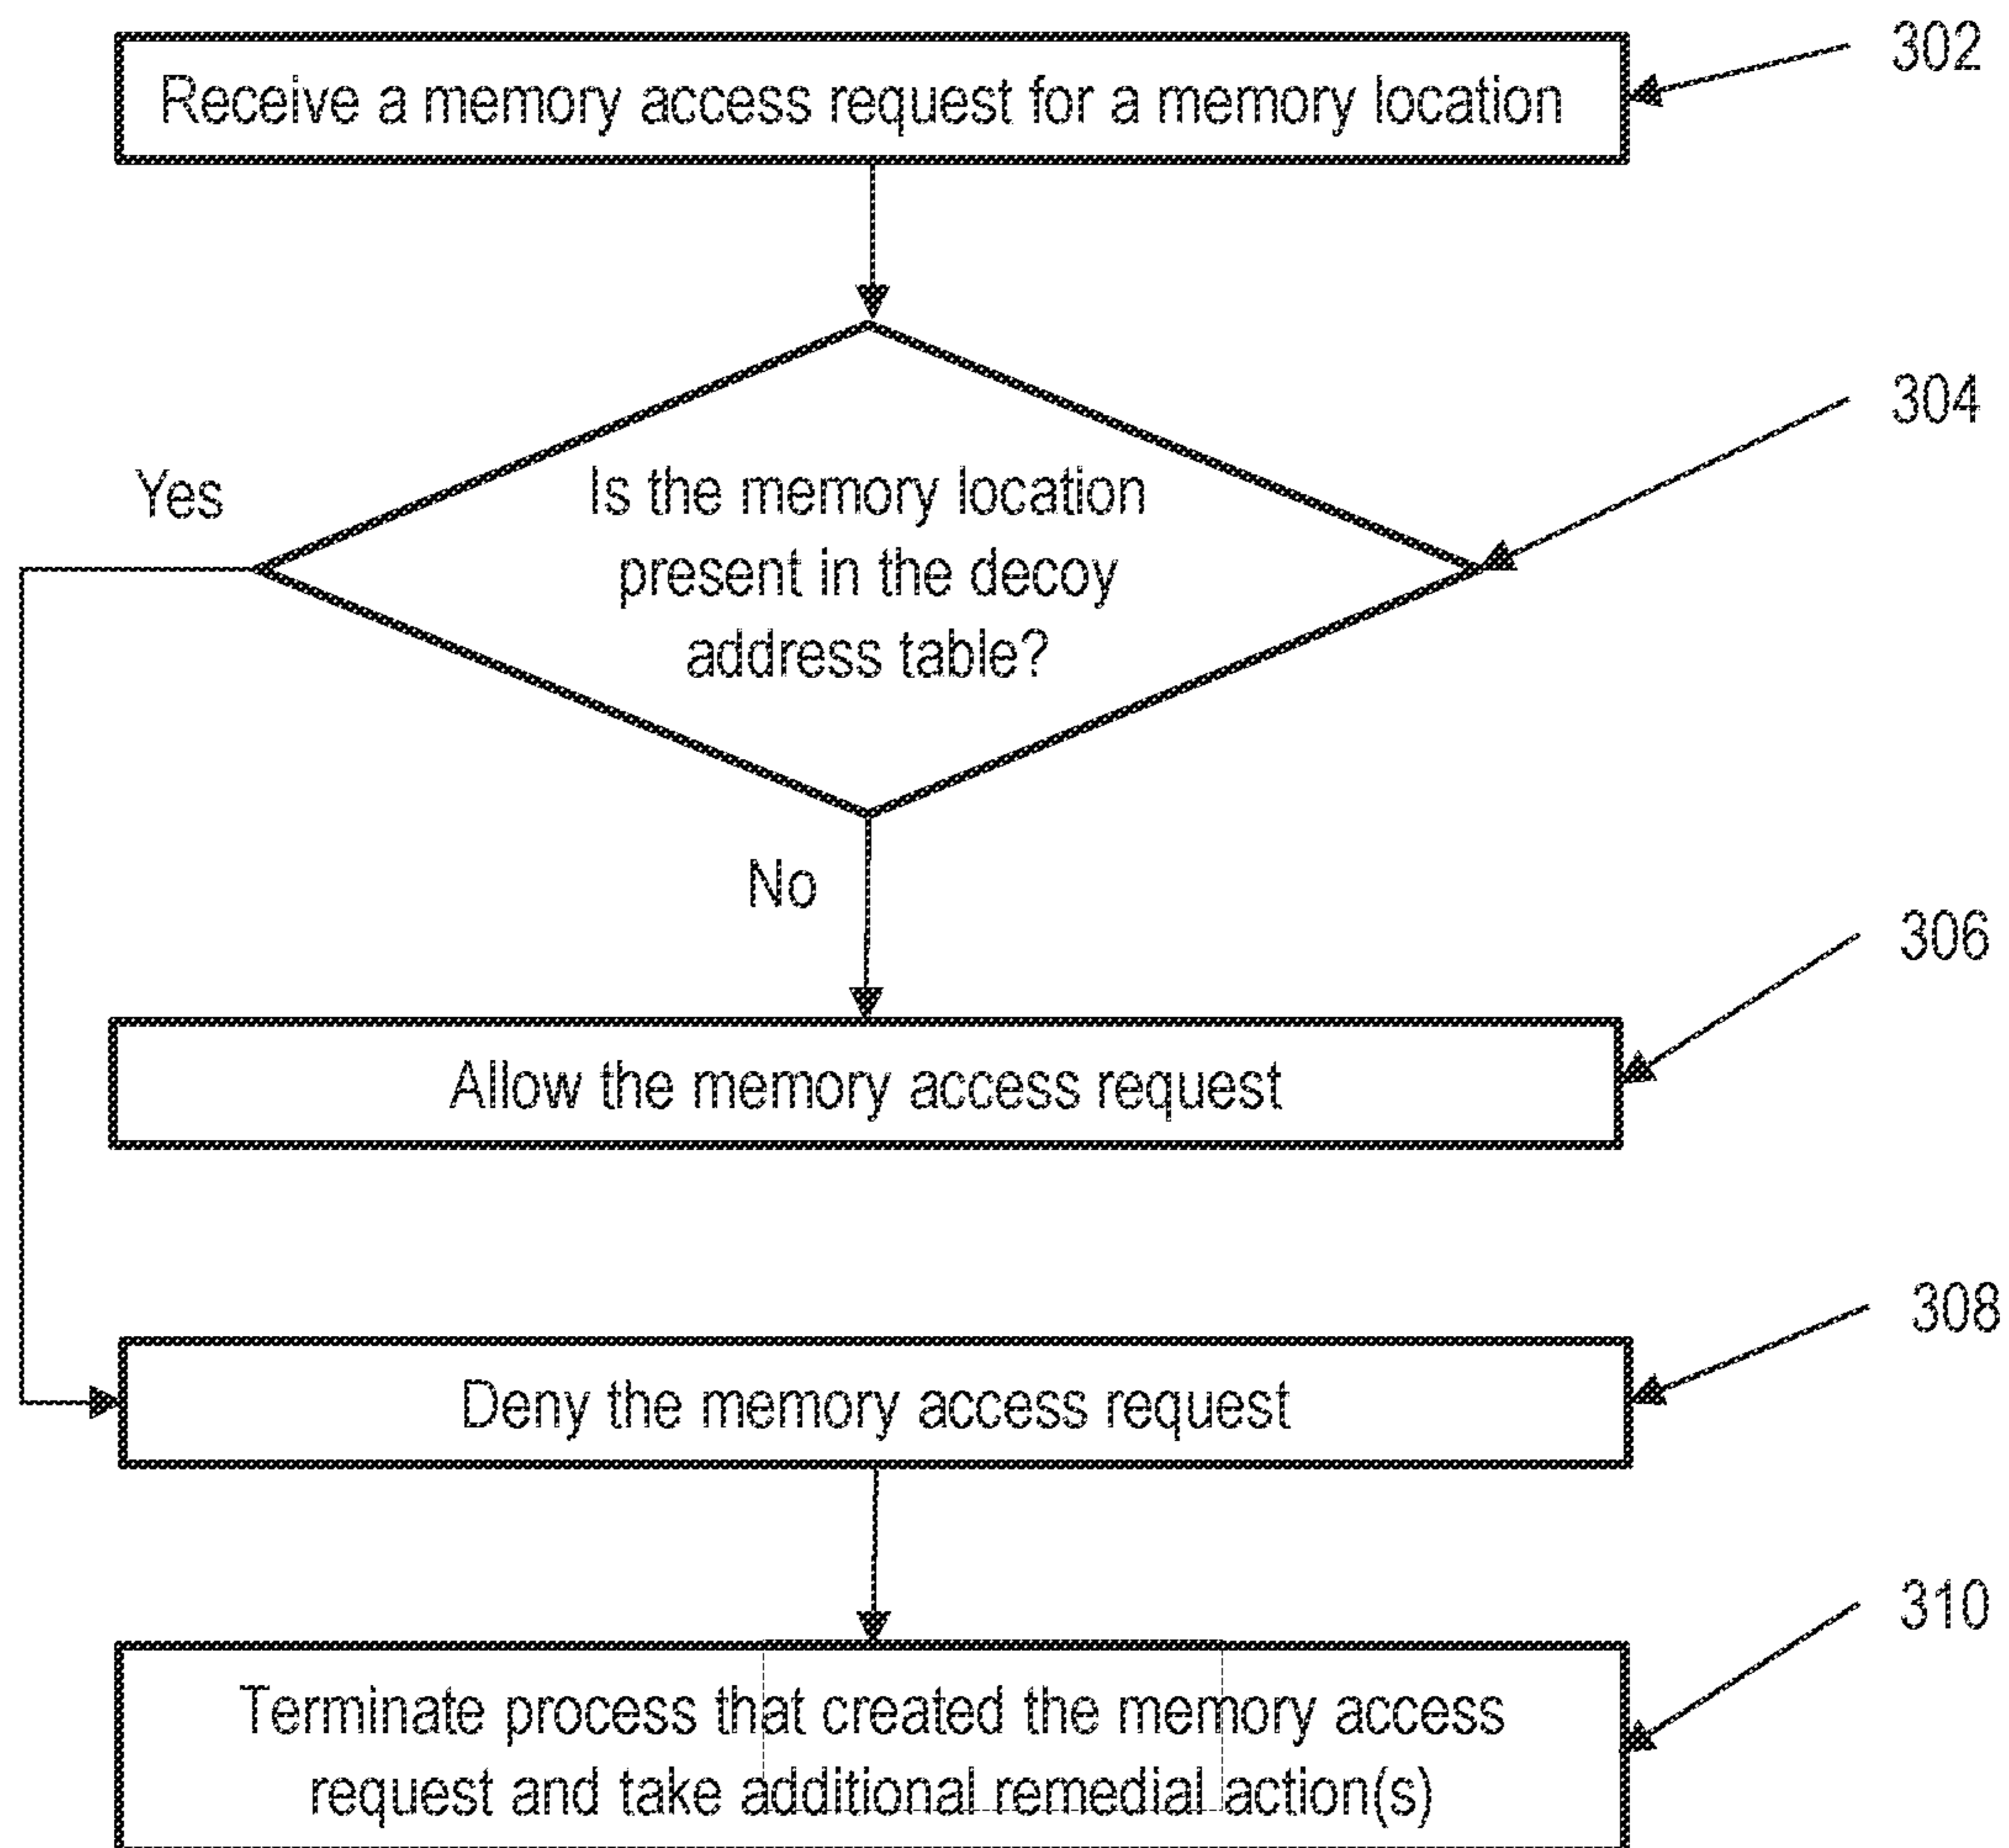 302
Receive a memory access request for a memory location
304
Yes
Is the memory location
present in the decoy
address table?
No
306
Allow the memory access request
308
Deny the memory access request
310
Terminate process that created the memory access
request and take additional remedial action(s)